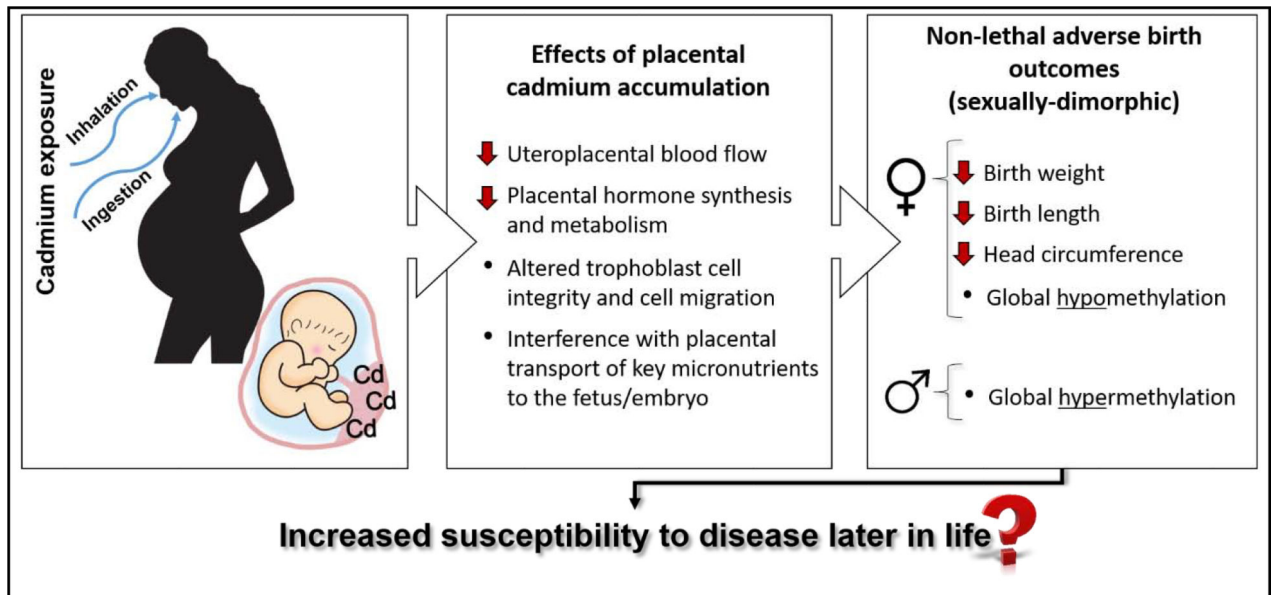 Cadmium exposure
Inhalation
Ingestion
Cd
Cd
Cd
Effects of placental
cadmium accumulation
Uteroplacental blood flow
Placental hormone synthesis
and metabolism
• Altered trophoblast cell
integrity and cell migration
• Interference with placental
transport of key micronutrients
to the fetus/embryo
Non-lethal adverse birth
outcomes
(sexually-dimorphic)
♀
Birth weight
Birth length
Head circumference
• Global hypomethylation
♂
• Global hypermethylation
Increased susceptibility to disease later in life?